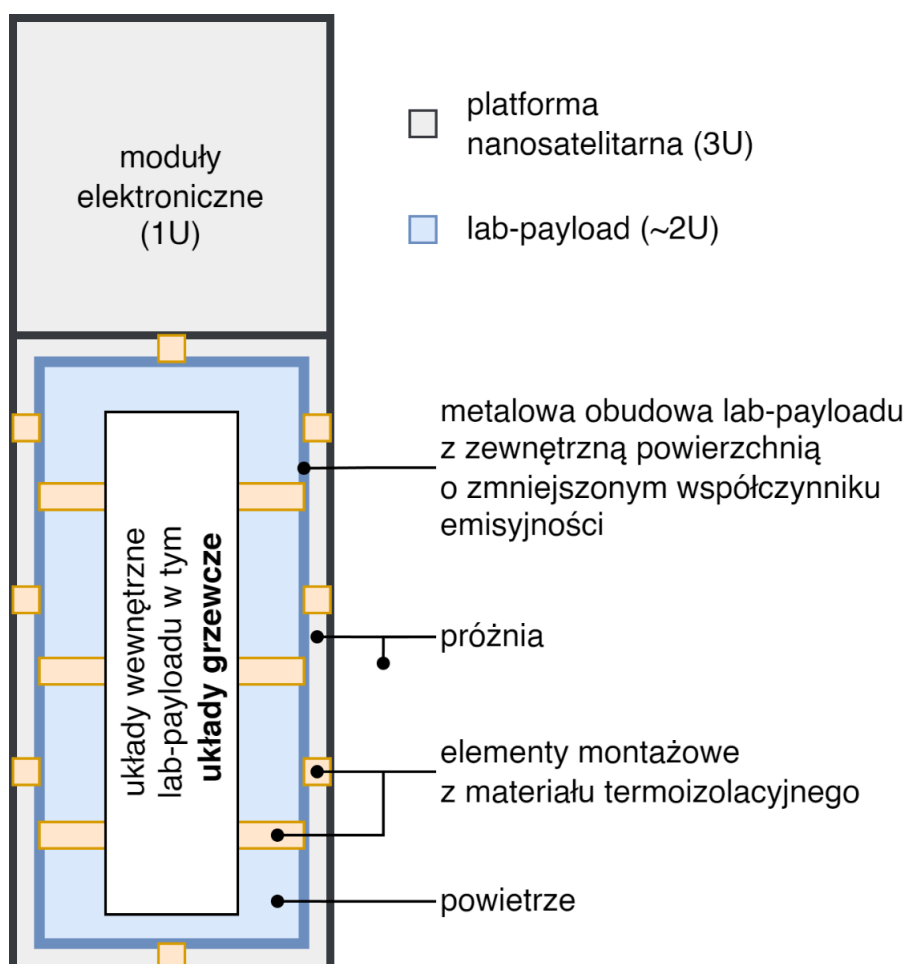 moduły
elektroniczne
(1U)
platforma
nanosatelitarna (3U)
lab-payload (~2U)
metalowa obudowa lab-payloadu
z zewnętrzną powierzchnią
o zmniejszonym współczynniku
emisyjności
układy wewnętrzne
lab-payloadu w tym
układy grzewcze
próżnia
elementy montażowe
z materiału termoizolacyjnego
powietrze